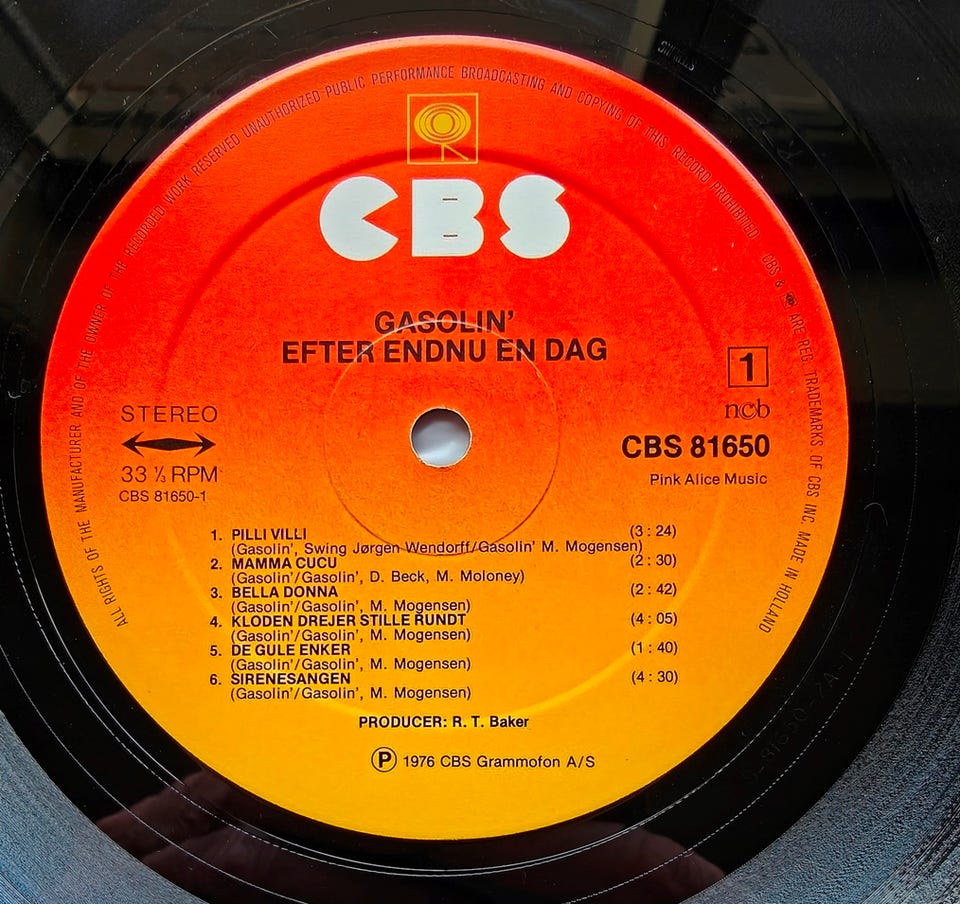 ALL RIGHTS OF THE MANUFACTURER AND OF THE OWNER OF THE RECORDED WORK RESERVED UNAUTHORIZED PUBLIC PERFORMANCE BROADCASTING AND COPYING OF THIS RECORD PROHIBITED
CBS & ARE REG. TRADEMARKS OF CBS INC. MADE IN HOLLAND
CBS
GASOLIN'
EFTER ENDNU EN DAG
1
ncb
STEREO
33 ⅓ RPM
CBS 81650-1
CBS 81650
Pink Alice Music
1. PILLI VILLI (3 : 24)
(Gasolin', Swing Jørgen Wendorff/Gasolin' M. Mogensen)
2. MAMMA CUCU (2 : 30)
(Gasolin'/Gasolin', D. Beck, M. Moloney)
3. BELLA DONNA (2 : 42)
(Gasolin'/Gasolin', M. Mogensen)
4. KLODEN DREJER STILLE RUNDT (4 : 05)
(Gasolin'/Gasolin', M. Mogensen)
5. DE GULE ENKER (1 : 40)
(Gasolin'/Gasolin', M. Mogensen)
6. SIRENESANGEN (4 : 30)
(Gasolin'/Gasolin', M. Mogensen)
PRODUCER: R. T. Baker
Ⓟ 1976 CBS Grammofon A/S